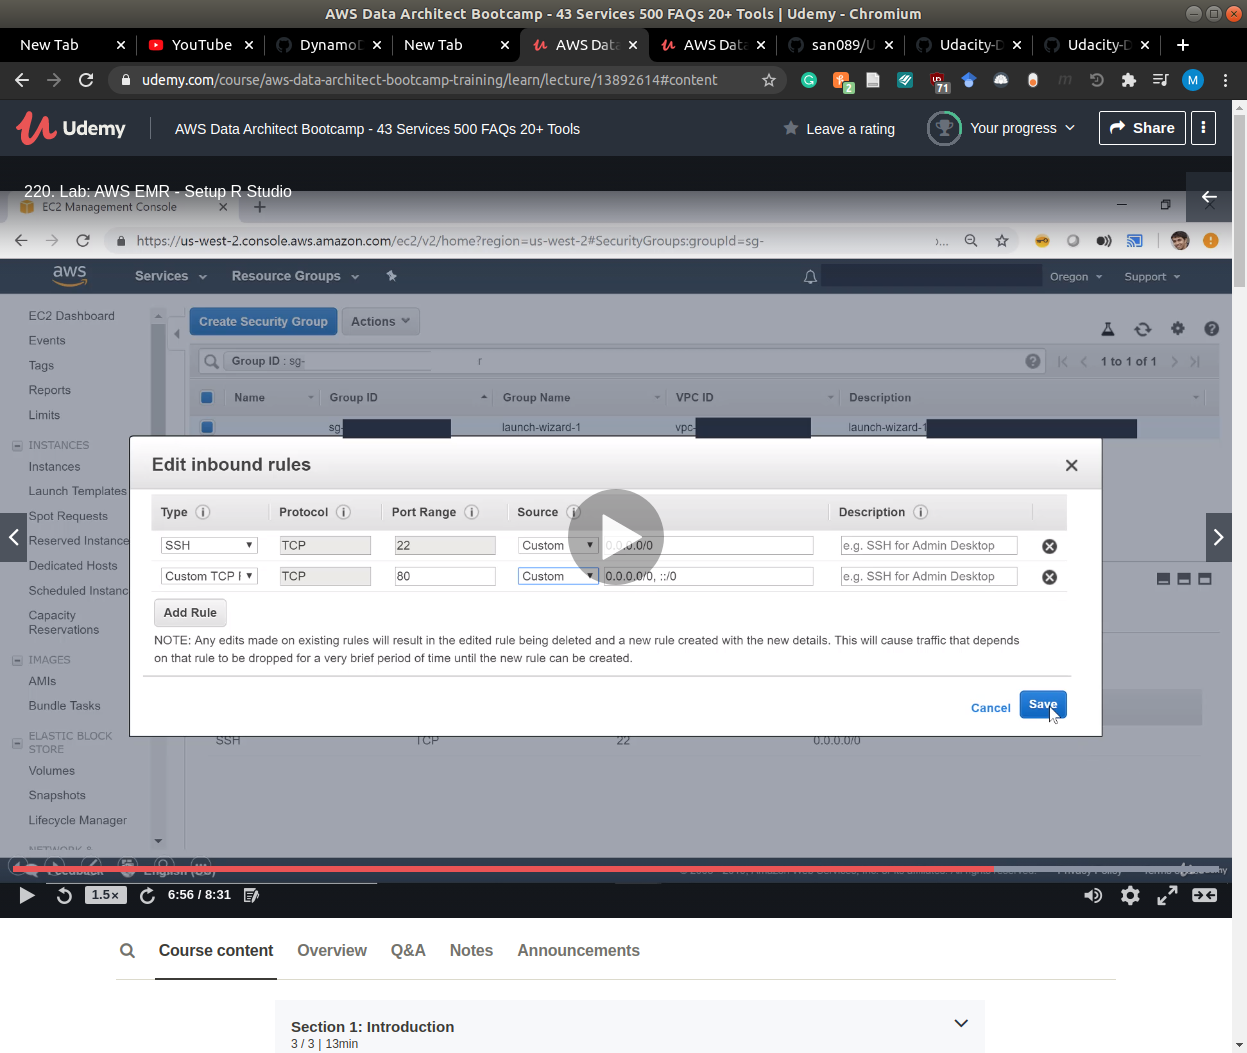 AWS Data Architect Bootcamp - 43 Services 500 FAQs 20+ Tools | Udemy - Chromium
New Tab
YouTube
New Tab
AWS Data
AWS Data
san089/U
Udacity-D
Udacity-D
udemy.com/course/aws-data-architect-bootcamp-training/learn/lecture/13892614#content
2
71
M
Udemy
AWS Data Architect Bootcamp - 43 Services 500 FAQs 20+ Tools
Leave a rating
Your progress
Share
220. Lab: AWS EMR - Setup R Studio
EC2 Management Console
https://us-west-2.console.aws.amazon.com/ec2/v2/home?region=us-west-2#SecurityGroups:groupId=sg-
aws
Services
Resource Groups
Oregon
Support
EC2 Dashboard
Events
Tags
Reports
Limits
INSTANCES
Instances
Launch Templates
Spot Requests
Reserved Instance
Dedicated Hosts
Scheduled Instanc
Capacity
Reservations
IMAGES
AMIs
Bundle Tasks
ELASTIC BLOCK
STORE
Volumes
Snapshots
Lifecycle Manager
Create Security Group
Actions
Group ID : sg-
r
1 to 1 of 1
Name
Group ID
Group Name
VPC ID
Description
sg-
launch-wizard-1
vpc-
launch-wizard-1
Edit inbound rules
Type
Protocol
Port Range
Source
Description
SSH
TCP
22
Custom
0.0.0.0/0
e.g. SSH for Admin Desktop
Custom TCP
TCP
80
Custom
0.0.0.0/0, ::/0
e.g. SSH for Admin Desktop
Add Rule
NOTE: Any edits made on existing rules will result in the edited rule being deleted and a new rule created with the new details. This will cause traffic that depends
on that rule to be dropped for a very brief period of time until the new rule can be created.
Cancel
Save
SSH
TCP
22
0.0.0.0/0
Feedback
English (US)
1.5×
6:56 / 8:31
Course content
Overview
Q&A
Notes
Announcements
Section 1: Introduction
3 / 3 | 13min